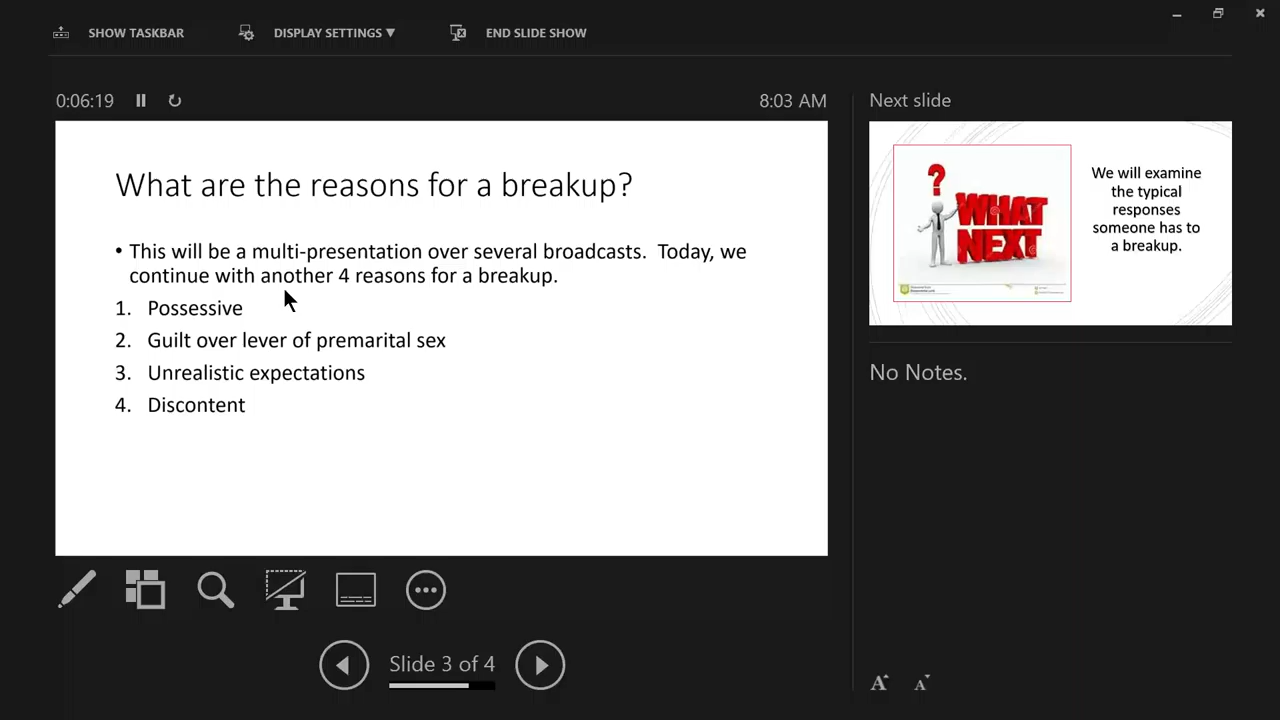 SHOW TASKBAR
DISPLAY SETTINGS ▼
END SLIDE SHOW
0:06:19
8:03 AM
What are the reasons for a breakup?
• This will be a multi-presentation over several broadcasts.  Today, we
continue with another 4 reasons for a breakup.
1. Possessive
2. Guilt over lever of premarital sex
3. Unrealistic expectations
4. Discontent
Slide 3 of 4
Next slide
?
WHAT
NEXT
We will examine
the typical
responses
someone has to
a breakup.
No Notes.
A
A